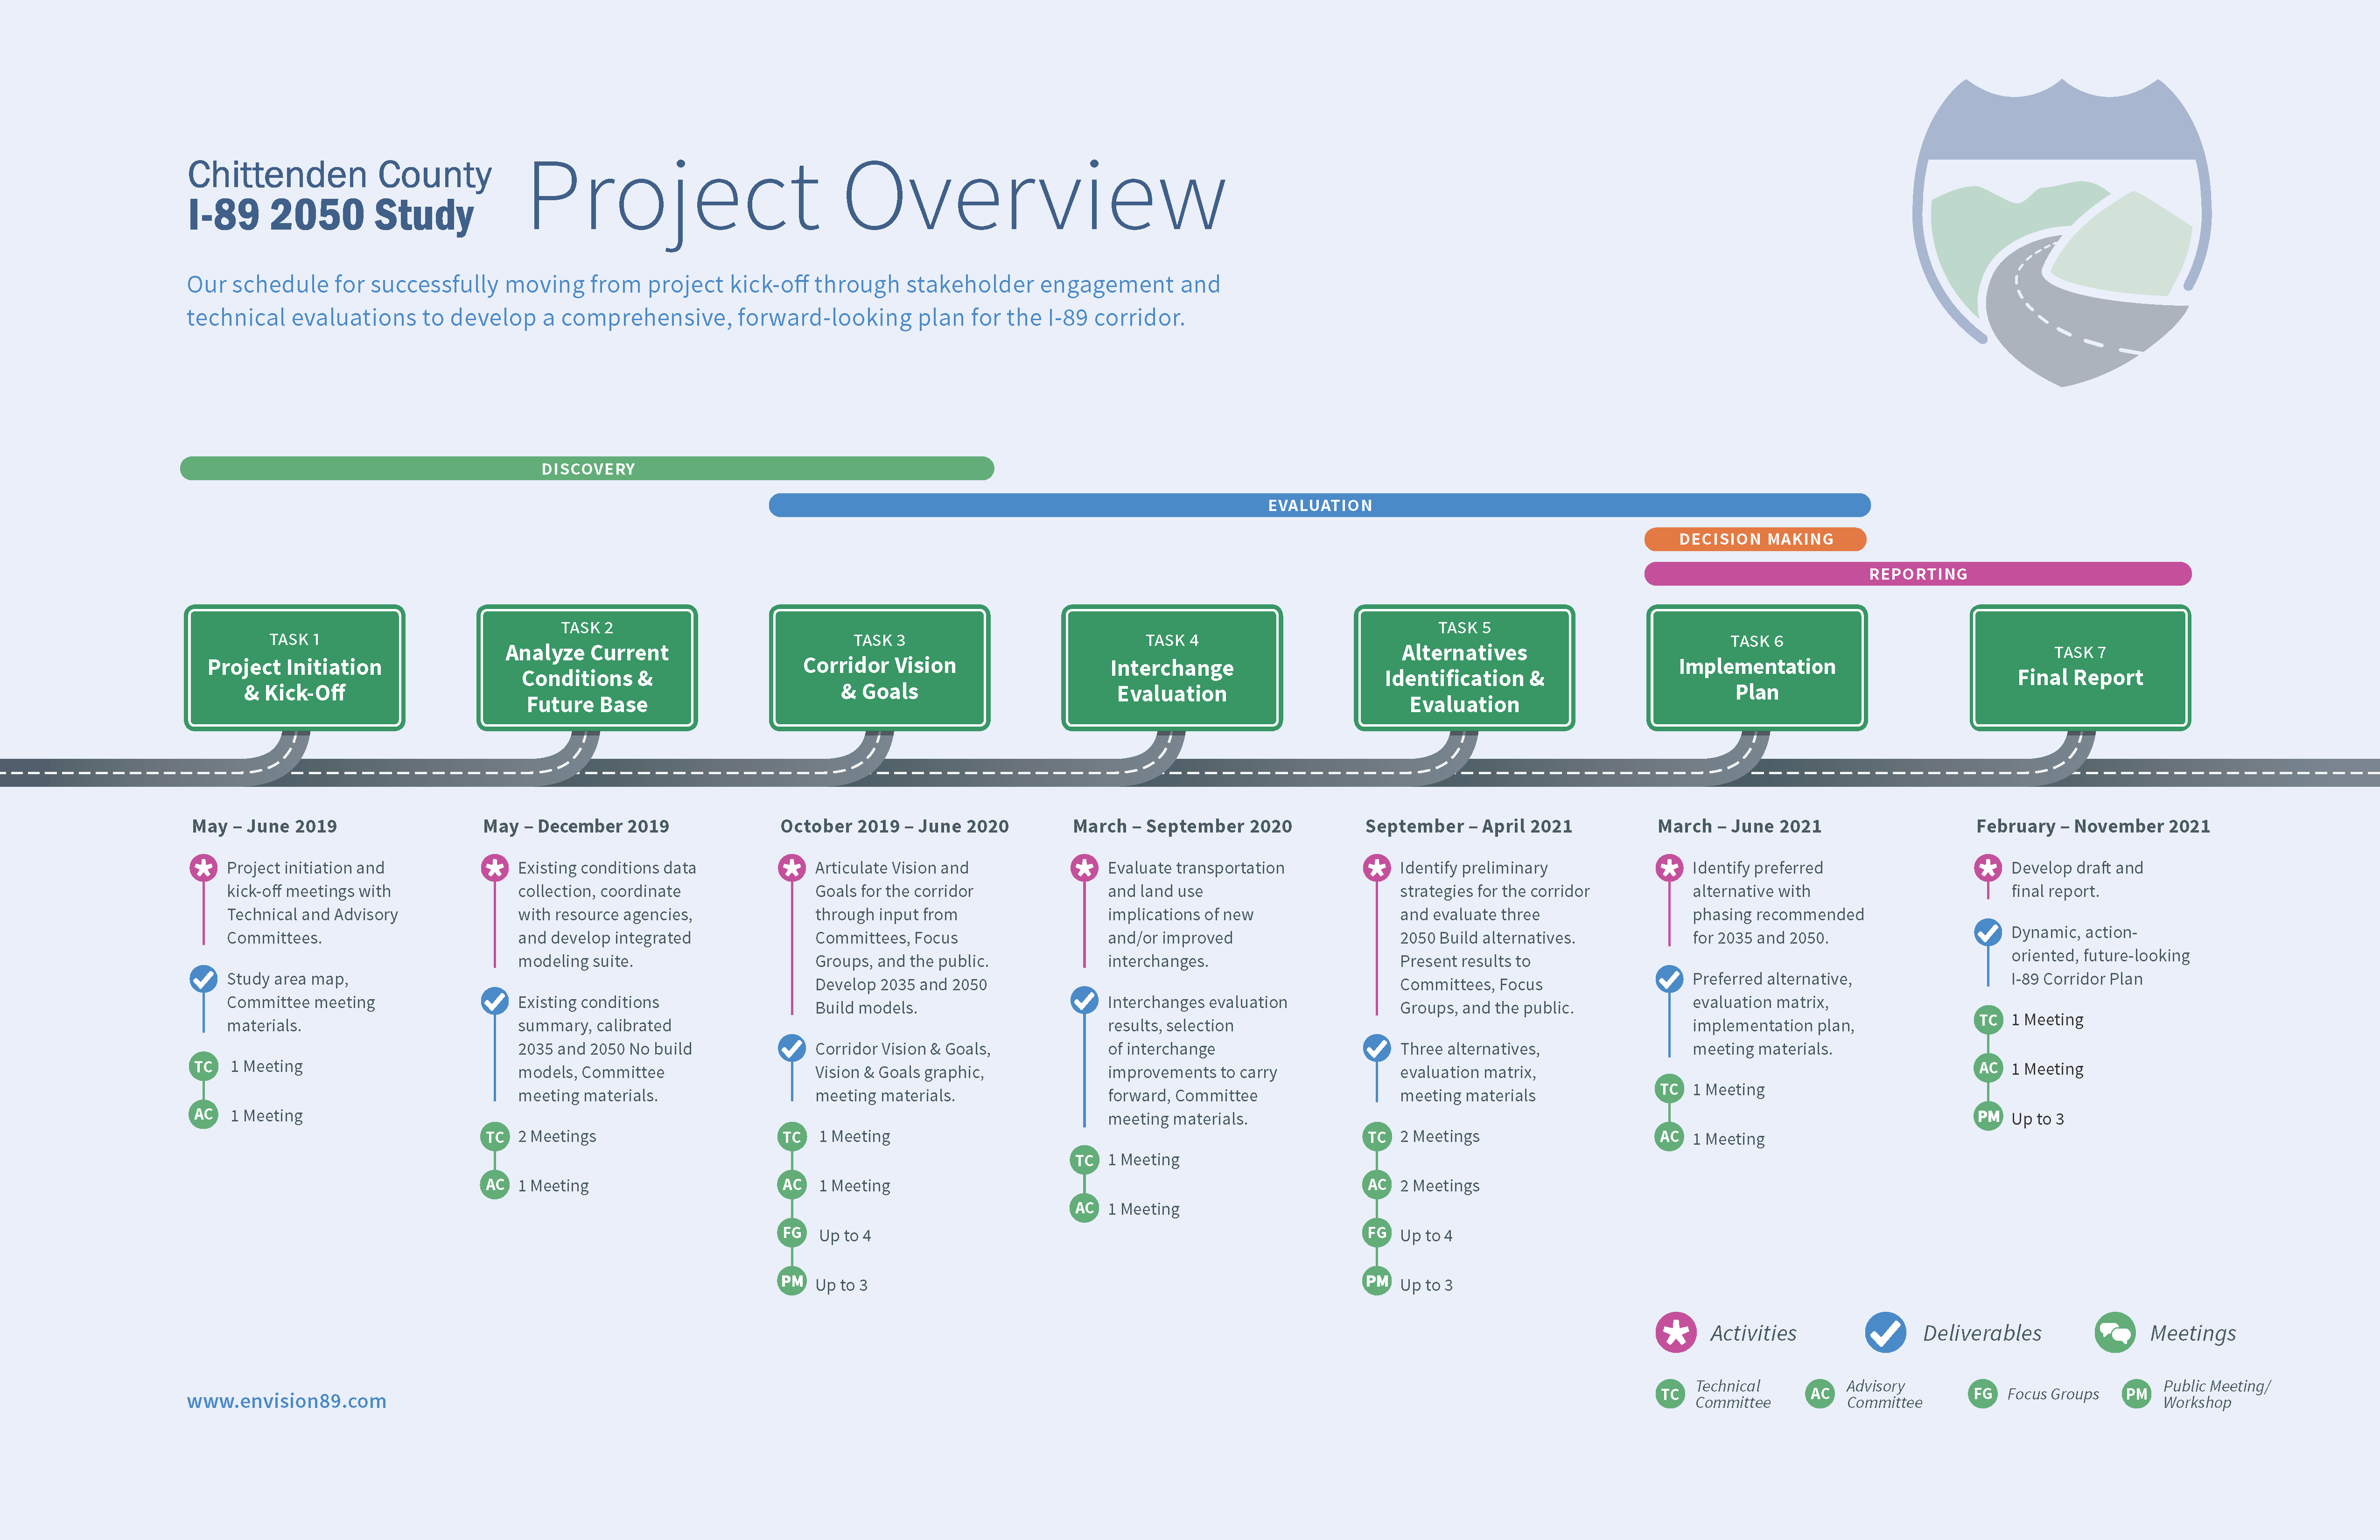 Chittenden County
I-89 2050 Study
Project Overview
Our schedule for successfully moving from project kick-off through stakeholder engagement and
technical evaluations to develop a comprehensive, forward-looking plan for the I-89 corridor.
DISCOVERY
EVALUATION
DECISION MAKING
REPORTING
TASK 1
Project Initiation
& Kick-Off
TASK 2
Analyze Current
Conditions &
Future Base
TASK 3
Corridor Vision
& Goals
TASK 4
Interchange
Evaluation
TASK 5
Alternatives
Identification &
Evaluation
TASK 6
Implementation
Plan
TASK 7
Final Report
May – June 2019
Project initiation and
kick-off meetings with
Technical and Advisory
Committees.
Study area map,
Committee meeting
materials.
TC 1 Meeting
AC 1 Meeting
May – December 2019
Existing conditions data
collection, coordinate
with resource agencies,
and develop integrated
modeling suite.
Existing conditions
summary, calibrated
2035 and 2050 No build
models, Committee
meeting materials.
TC 2 Meetings
AC 1 Meeting
October 2019 – June 2020
Articulate Vision and
Goals for the corridor
through input from
Committees, Focus
Groups, and the public.
Develop 2035 and 2050
Build models.
Corridor Vision & Goals,
Vision & Goals graphic,
meeting materials.
TC 1 Meeting
AC 1 Meeting
FG Up to 4
PM Up to 3
March – September 2020
Evaluate transportation
and land use
implications of new
and/or improved
interchanges.
Interchanges evaluation
results, selection
of interchange
improvements to carry
forward, Committee
meeting materials.
TC 1 Meeting
AC 1 Meeting
September – April 2021
Identify preliminary
strategies for the corridor
and evaluate three
2050 Build alternatives.
Present results to
Committees, Focus
Groups, and the public.
Three alternatives,
evaluation matrix,
meeting materials
TC 2 Meetings
AC 2 Meetings
FG Up to 4
PM Up to 3
March – June 2021
Identify preferred
alternative with
phasing recommended
for 2035 and 2050.
Preferred alternative,
evaluation matrix,
implementation plan,
meeting materials.
TC 1 Meeting
AC 1 Meeting
February – November 2021
Develop draft and
final report.
Dynamic, action-
oriented, future-looking
I-89 Corridor Plan
TC 1 Meeting
AC 1 Meeting
PM Up to 3
Activities
Deliverables
Meetings
TC Technical
Committee
AC Advisory
Committee
FG Focus Groups
PM Public Meeting/
Workshop
www.envision89.com